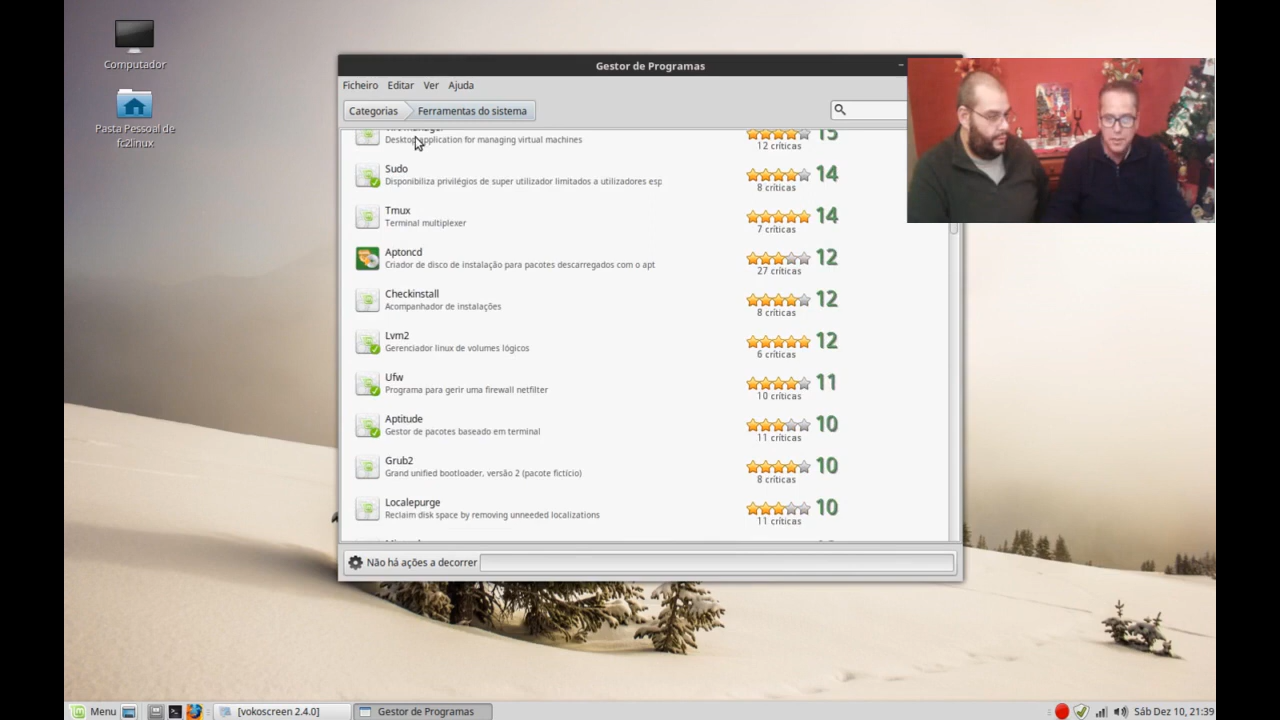 Computador
Pasta Pessoal de
fc2linux
Gestor de Programas
Ficheiro Editar Ver Ajuda
Categorias Ferramentas do sistema
Desktop application for managing virtual machines
15
12 críticas
Sudo
Disponibiliza privilégios de super utilizador limitados a utilizadores esp
14
8 críticas
Tmux
Terminal multiplexer
14
7 críticas
Aptoncd
Criador de disco de instalação para pacotes descarregados com o apt
12
27 críticas
Checkinstall
Acompanhador de instalações
12
8 críticas
Lvm2
Gerenciador linux de volumes lógicos
12
6 críticas
Ufw
Programa para gerir uma firewall netfilter
11
10 críticas
Aptitude
Gestor de pacotes baseado em terminal
10
11 críticas
Grub2
Grand unified bootloader, versão 2 (pacote fictício)
10
8 críticas
Localepurge
Reclaim disk space by removing unneeded localizations
10
11 críticas
Não há ações a decorrer
Menu [vokoscreen 2.4.0] Gestor de Programas Sáb Dez 10, 21:39